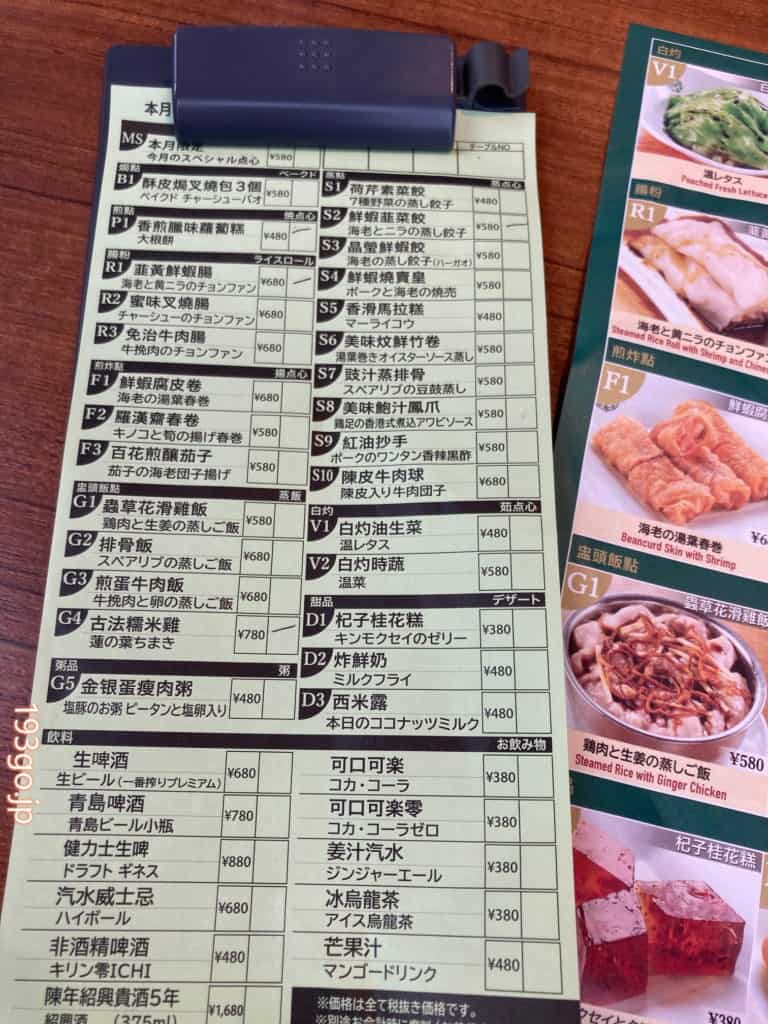 本月
MS 本月限定
今月のスペシャル点心 ¥580
テーブルNO
焗點 ベークド
B1 酥皮焗叉燒包3個
ベイクド チャーシューバオ ¥580
煎點 焼点心
P1 香煎臘味蘿蔔糕
大根餅 ¥480
腸粉 ライスロール
R1 韮黃鮮蝦腸
海老と黄ニラのチョンファン ¥680
R2 蜜味叉燒腸
チャーシューのチョンファン ¥680
R3 免治牛肉腸
牛挽肉のチョンファン ¥680
煎炸點 揚点心
F1 鮮蝦腐皮卷
海老の湯葉春巻 ¥680
F2 羅漢齋春卷
キノコと筍の揚げ春巻 ¥580
F3 百花煎釀茄子
茄子の海老団子揚げ ¥580
盅頭飯點 蒸飯
G1 蟲草花滑雞飯
鶏肉と生姜の蒸しご飯 ¥580
G2 排骨飯
スペアリブの蒸しご飯 ¥680
G3 煎蛋牛肉飯
牛挽肉と卵の蒸しご飯 ¥680
G4 古法糯米雞
蓮の葉ちまき ¥780
粥品 粥
G5 金银蛋瘦肉粥
塩豚のお粥 ピータンと塩卵入り ¥480
蒸點 蒸点心
S1 荷芹素菜餃
7種野菜の蒸し餃子 ¥480
S2 鮮蝦韮菜餃
海老とニラの蒸し餃子 ¥580
S3 晶瑩鮮蝦餃
海老の蒸し餃子(ハーガオ) ¥580
S4 鮮蝦燒賣皇
ポークと海老の焼売 ¥580
S5 香滑馬拉糕
マーライコウ ¥480
S6 美味炆鮮竹卷
湯葉巻きオイスターソース蒸し ¥580
S7 豉汁蒸排骨
スペアリブの豆鼓蒸し ¥580
S8 美味鮑汁鳳爪
鶏足の香港式煮込アワビソース ¥580
S9 紅油抄手
ポークのワンタン香辣黒酢 ¥580
S10 陳皮牛肉球
陳皮入り牛肉団子 ¥680
白灼 茹点心
V1 白灼油生菜
温レタス ¥480
V2 白灼時蔬
温菜 ¥580
甜品 デザート
D1 杞子桂花糕
キンモクセイのゼリー ¥380
D2 炸鮮奶
ミルクフライ ¥480
D3 西米露
本日のココナッツミルク ¥480
飲料 お飲み物
生啤酒
生ビール(一番搾りプレミアム) ¥680
青島啤酒
青島ビール小瓶 ¥780
健力士生啤
ドラフト ギネス ¥880
汽水威士忌
ハイボール ¥680
非酒精啤酒
キリン零ICHI ¥480
陳年紹興貴酒5年
紹興酒 (375ml) ¥1,680
可口可楽
コカ・コーラ ¥380
可口可楽零
コカ・コーラゼロ ¥380
姜汁汽水
ジンジャーエール ¥380
冰烏龍茶
アイス烏龍茶 ¥380
芒果汁
マンゴードリンク ¥480
※価格は全て税抜き価格です。
白灼
V1
温レタス
Poached Fresh Lettuce
腸粉
R1
海老と黄ニラのチョンファン
Steamed Rice Roll with Shrimp and Chine
煎炸點
F1 鮮蝦腐
海老の湯葉春巻
Beancurd Skin with Shrimp
¥6
盅頭飯點
G1 蟲草花滑雞飯
鶏肉と生姜の蒸しご飯 ¥580
Steamed Rice with Ginger Chicken
杞子桂花糕
クセイと
¥380
193go.jp